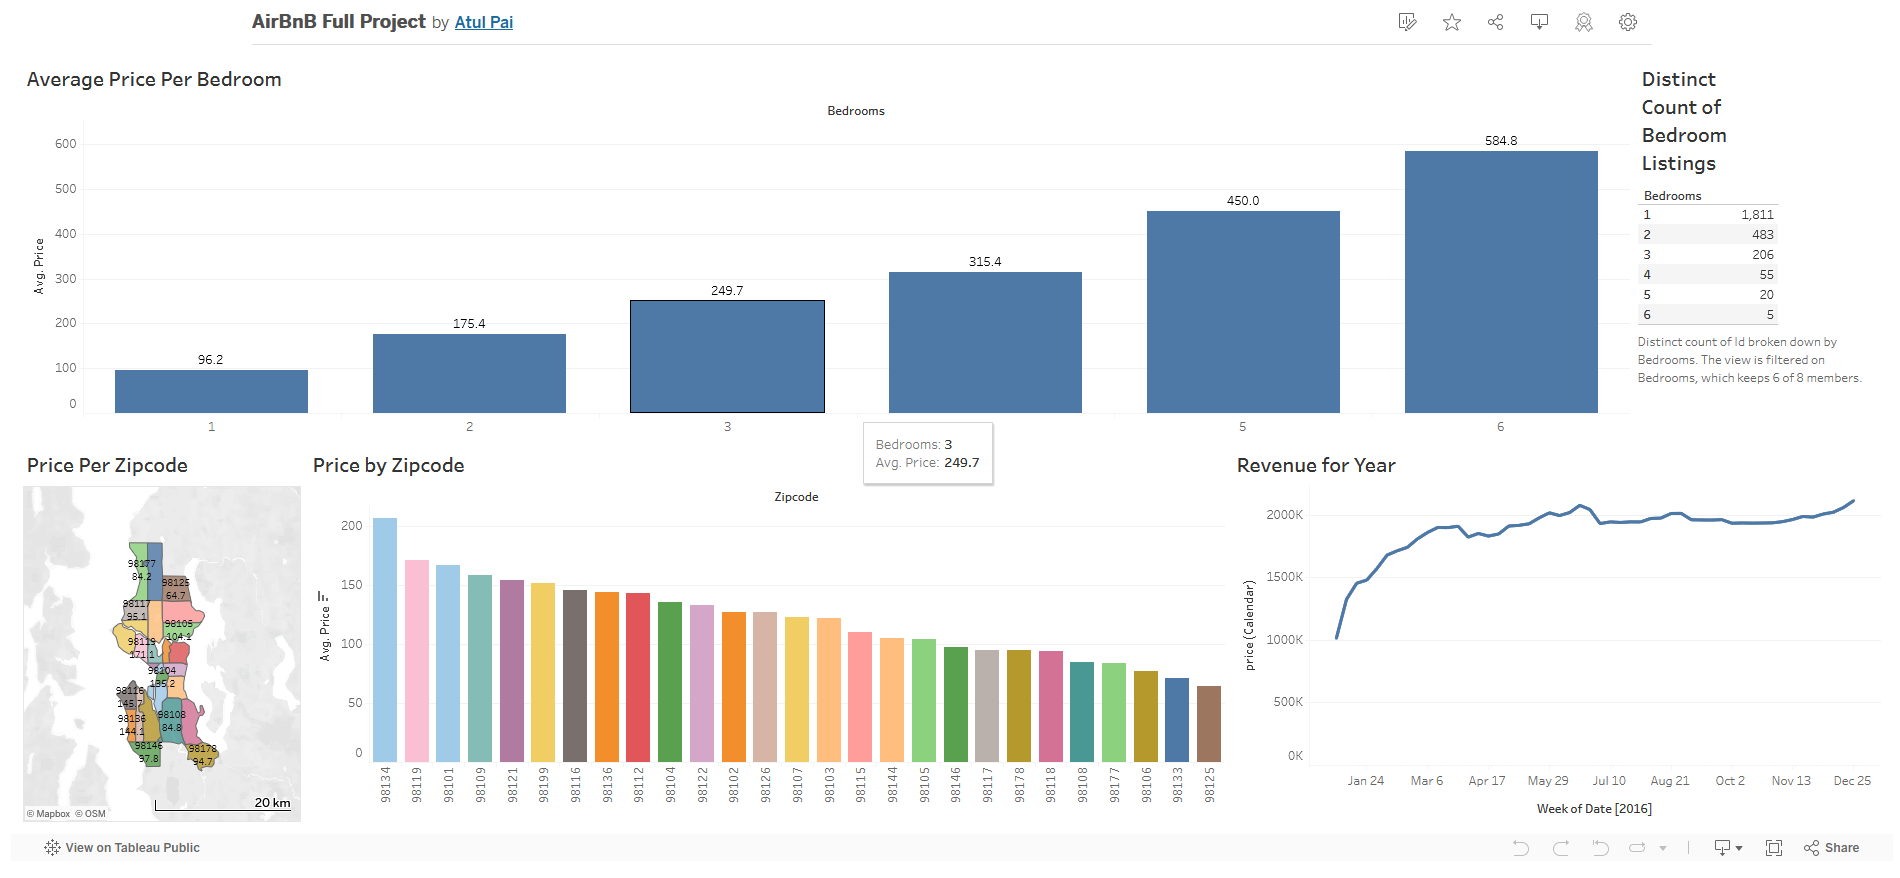 AirBnB Full Project by Atul Pai
Average Price Per Bedroom
Bedrooms
Avg. Price
600
500
400
300
200
100
0
96.2
175.4
249.7
315.4
450.0
584.8
1
2
3
5
6
Bedrooms: 3
Avg. Price: 249.7
Distinct
Count of
Bedroom
Listings
Bedrooms
1 1,811
2 483
3 206
4 55
5 20
6 5
Distinct count of Id broken down by
Bedrooms. The view is filtered on
Bedrooms, which keeps 6 of 8 members.
Price Per Zipcode
98177
84.2
98125
64.7
98117
95.1
98105
104.1
98119
171.1
98104
135.2
98116
145.7
98136
144.1
98108
84.8
98146
97.8
98178
94.7
20 km
© Mapbox © OSM
Price by Zipcode
Zipcode
Avg. Price
200
150
100
50
0
98134
98119
98101
98109
98121
98199
98116
98136
98112
98104
98122
98102
98126
98107
98103
98115
98144
98105
98146
98117
98178
98118
98108
98177
98106
98133
98125
Revenue for Year
price (Calendar)
2000K
1500K
1000K
500K
0K
Jan 24
Mar 6
Apr 17
May 29
Jul 10
Aug 21
Oct 2
Nov 13
Dec 25
Week of Date [2016]
View on Tableau Public
Share